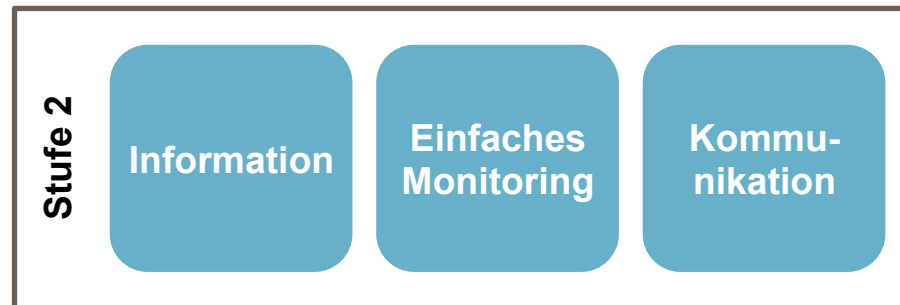 Stufe 2
Information
Einfaches
Monitoring
Kommu-
nikation